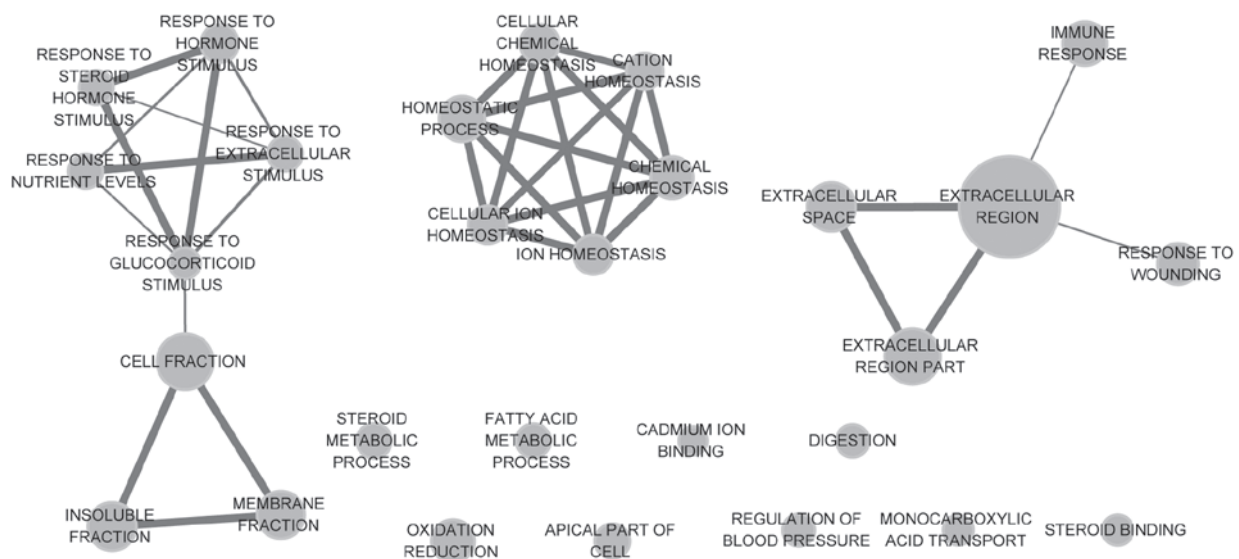 RESPONSE TO
HORMONE
STIMULUS
RESPONSE TO
STEROID
HORMONE
STIMULUS
RESPONSE TO
EXTRACELLULAR
STIMULUS
RESPONSE TO
NUTRIENT LEVELS
RESPONSE TO
GLUCOCORTICOID
STIMULUS
CELL FRACTION
INSOLUBLE
FRACTION
MEMBRANE
FRACTION
CELLULAR
CHEMICAL
HOMEOSTASIS
CATION
HOMEOSTASIS
HOMEOSTATIC
PROCESS
CHEMICAL
HOMEOSTASIS
CELLULAR ION
HOMEOSTASIS
ION HOMEOSTASIS
IMMUNE
RESPONSE
EXTRACELLULAR
SPACE
EXTRACELLULAR
REGION
RESPONSE TO
WOUNDING
EXTRACELLULAR
REGION PART
STEROID
METABOLIC
PROCESS
FATTY ACID
METABOLIC
PROCESS
CADMIUM ION
BINDING
DIGESTION
OXIDATION
REDUCTION
APICAL PART OF
CELL
REGULATION OF
BLOOD PRESSURE
MONOCARBOXYLIC
ACID TRANSPORT
STEROID BINDING